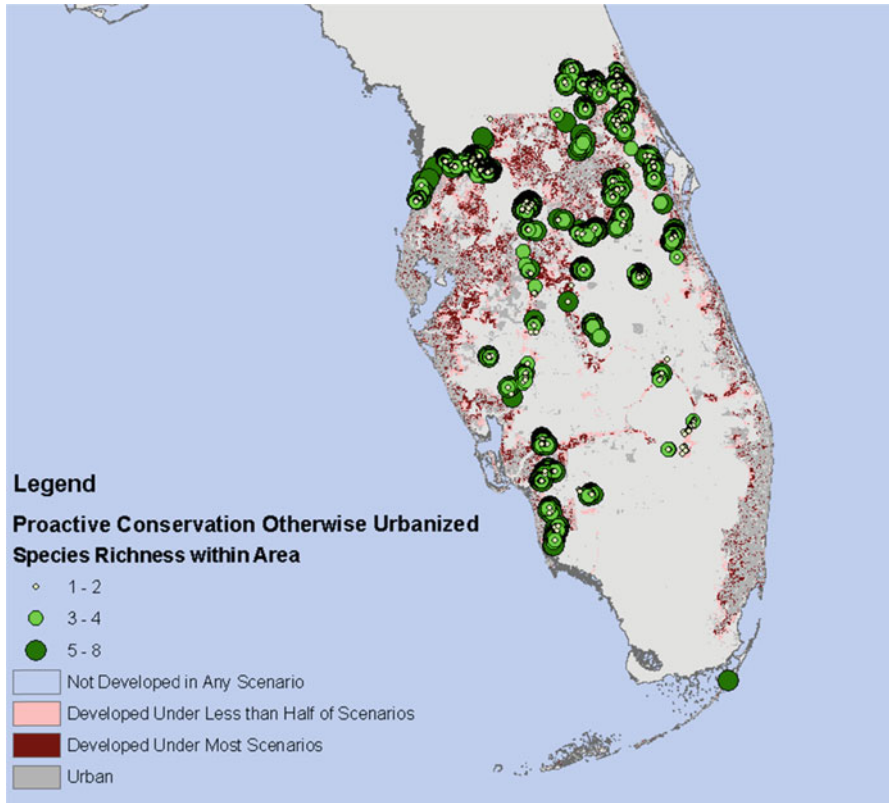 Legend
Proactive Conservation Otherwise Urbanized
Species Richness within Area
1 - 2
3 - 4
5 - 8
Not Developed in Any Scenario
Developed Under Less than Half of Scenarios
Developed Under Most Scenarios
Urban